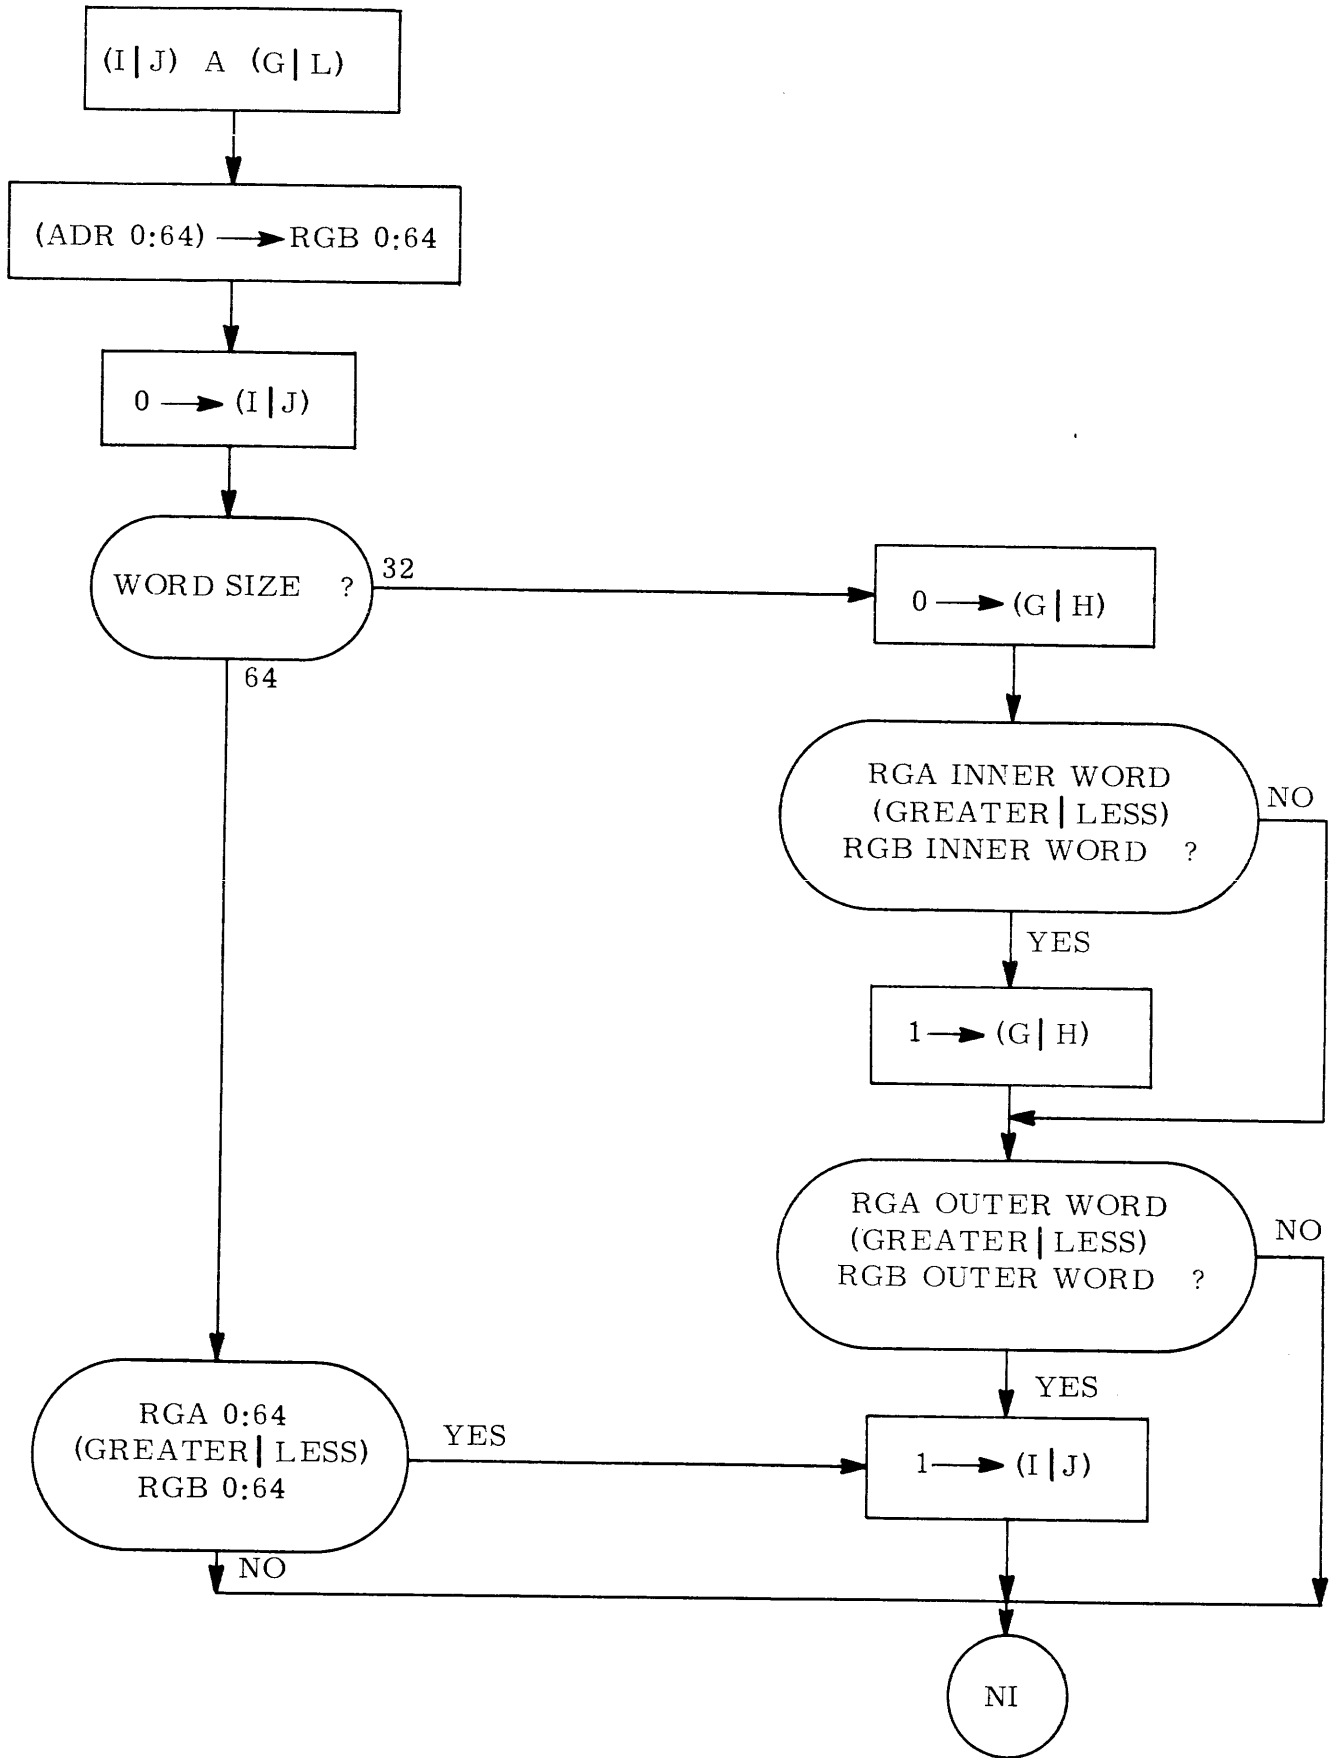 (I|J) A (G|L)
(ADR 0:64) → RGB 0:64
0 → (I|J)
WORD SIZE ?
32
0 → (G|H)
64
RGA INNER WORD
(GREATER|LESS)
RGB INNER WORD ?
NO
YES
1 → (G|H)
RGA OUTER WORD
(GREATER|LESS)
RGB OUTER WORD ?
NO
YES
RGA 0:64
(GREATER|LESS)
RGB 0:64
YES
1 → (I|J)
NO
NI